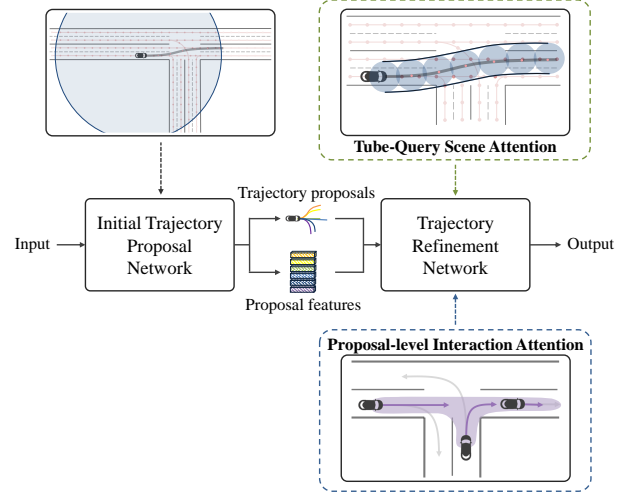 Tube-Query Scene Attention
Trajectory proposals
Input
Initial Trajectory
Proposal
Network
Trajectory
Refinement
Network
Output
Proposal features
Proposal-level Interaction Attention